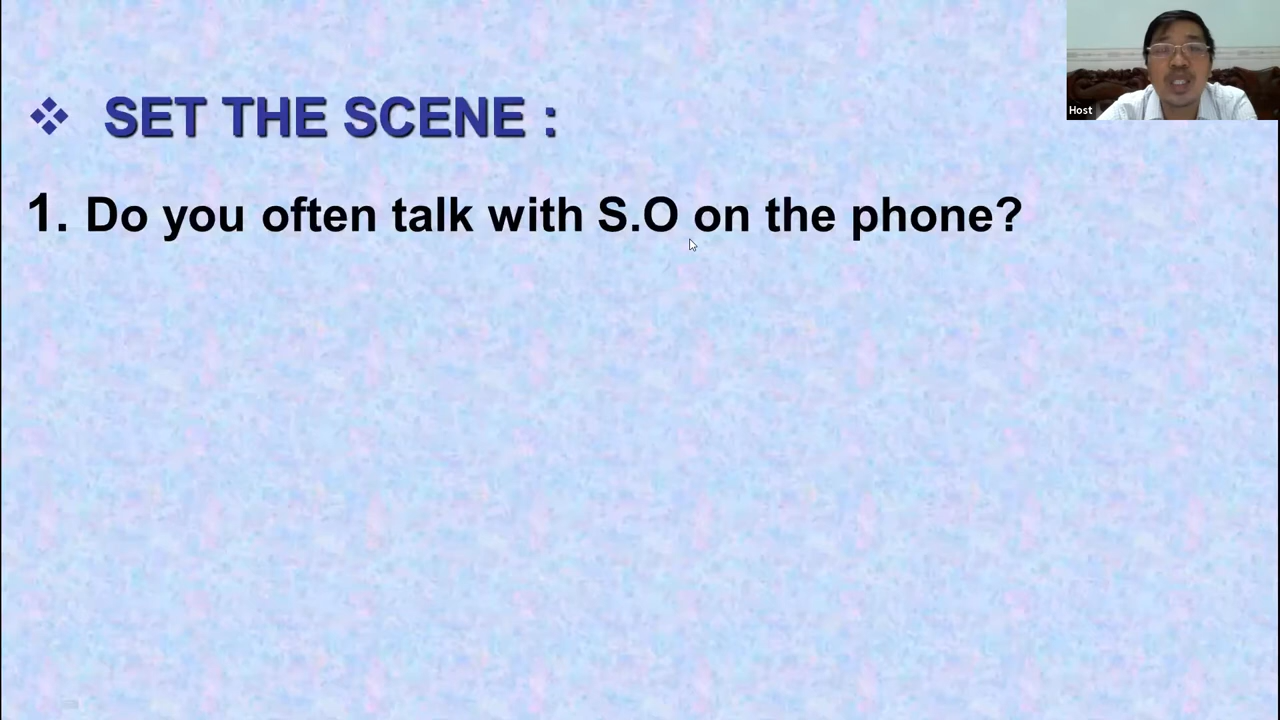 SET THE SCENE :
Host
1. Do you often talk with S.O on the phone?